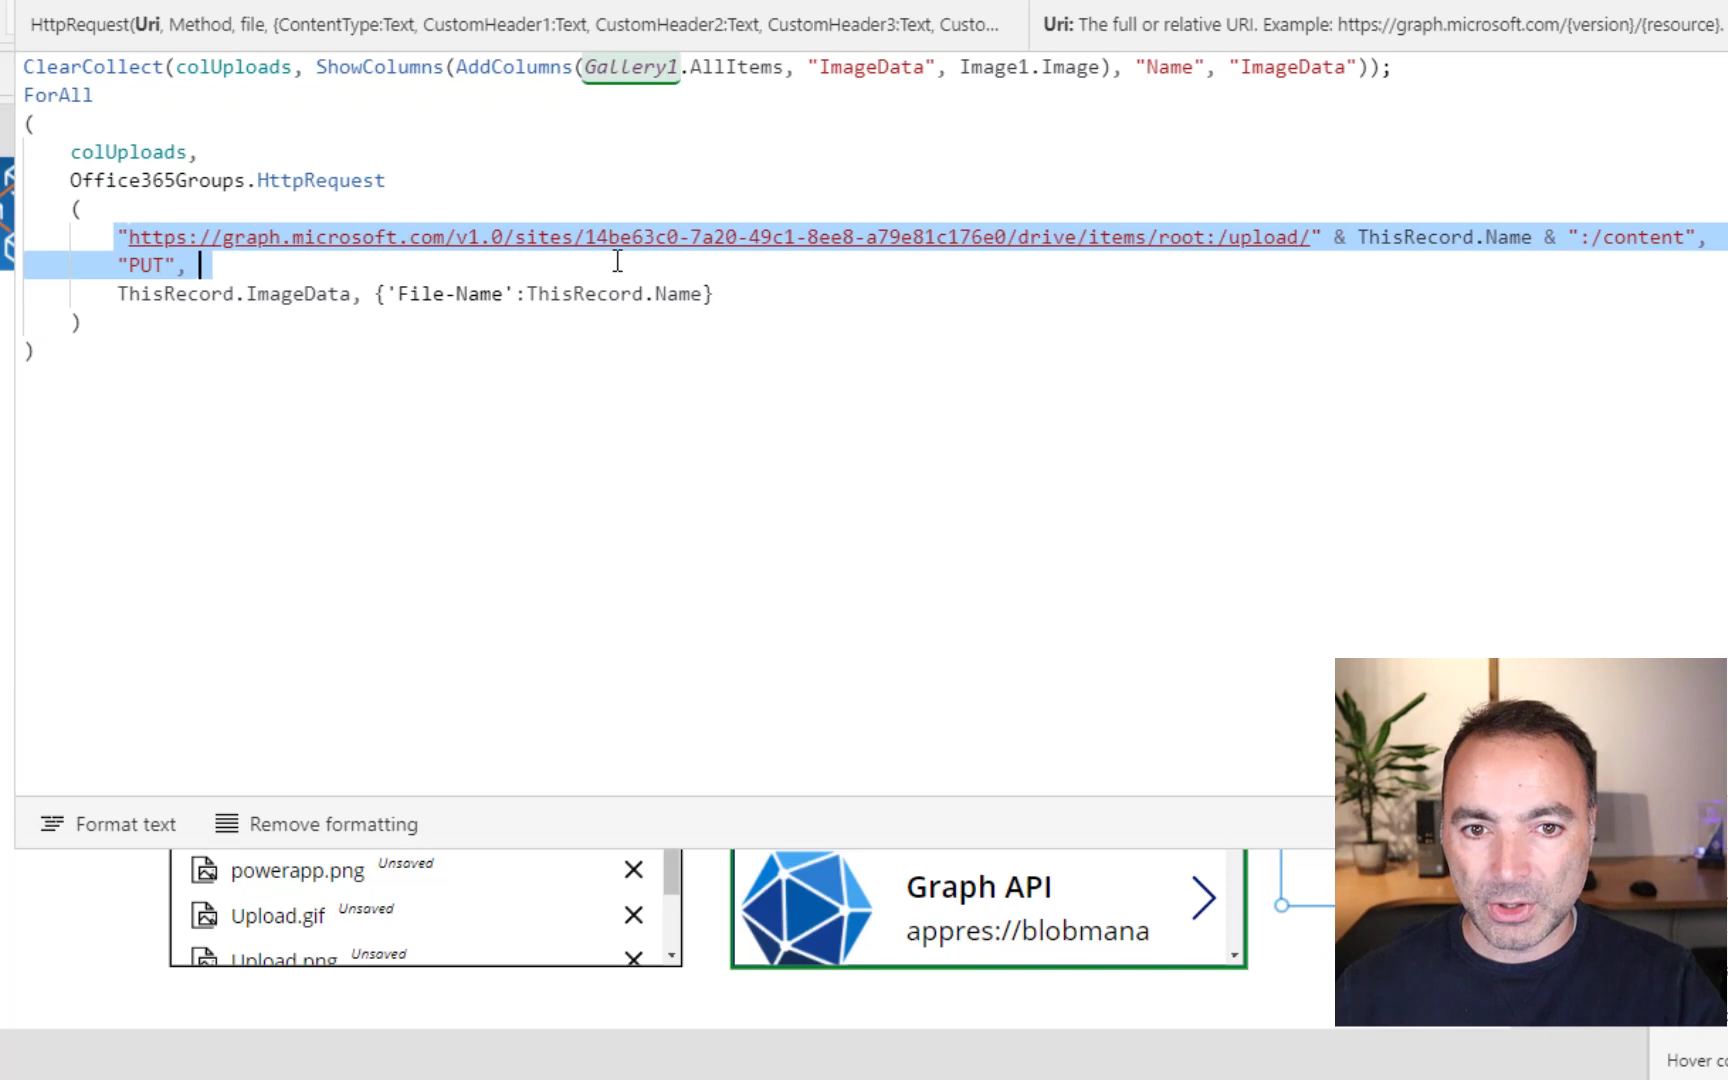 HttpRequest(Uri, Method, file, {ContentType:Text, CustomHeader1:Text, CustomHeader2:Text, CustomHeader3:Text, Custo...
Uri: The full or relative URI. Example: https://graph.microsoft.com/{version}/{resource}.
ClearCollect(colUploads, ShowColumns(AddColumns(Gallery1.AllItems, "ImageData", Image1.Image), "Name", "ImageData"));
ForAll
(
colUploads,
Office365Groups.HttpRequest
(
"https://graph.microsoft.com/v1.0/sites/14be63c0-7a20-49c1-8ee8-a79e81c176e0/drive/items/root:/upload/" & ThisRecord.Name & ":/content",
"PUT",
ThisRecord.ImageData, {'File-Name':ThisRecord.Name}
)
)
Format text
Remove formatting
powerapp.png Unsaved
Upload.gif Unsaved
Upload.png Unsaved
Graph API
appres://blobmana
Hover